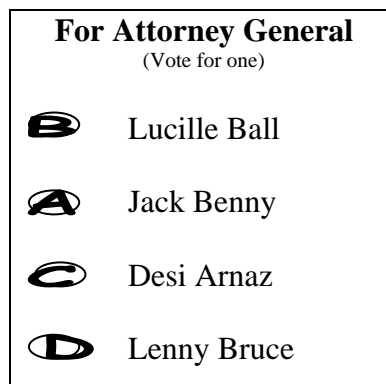 For Attorney General
(Vote for one)
B Lucille Ball
A Jack Benny
C Desi Arnaz
D Lenny Bruce